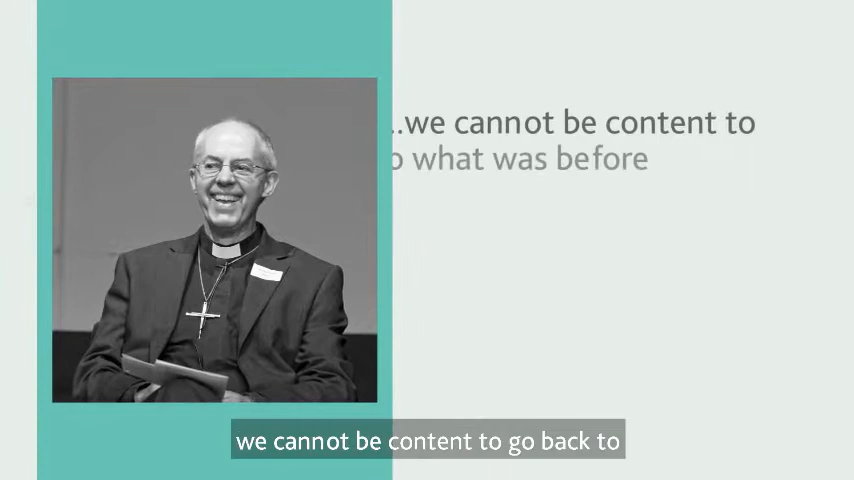 ..we cannot be content to
what was before
we cannot be content to go back to